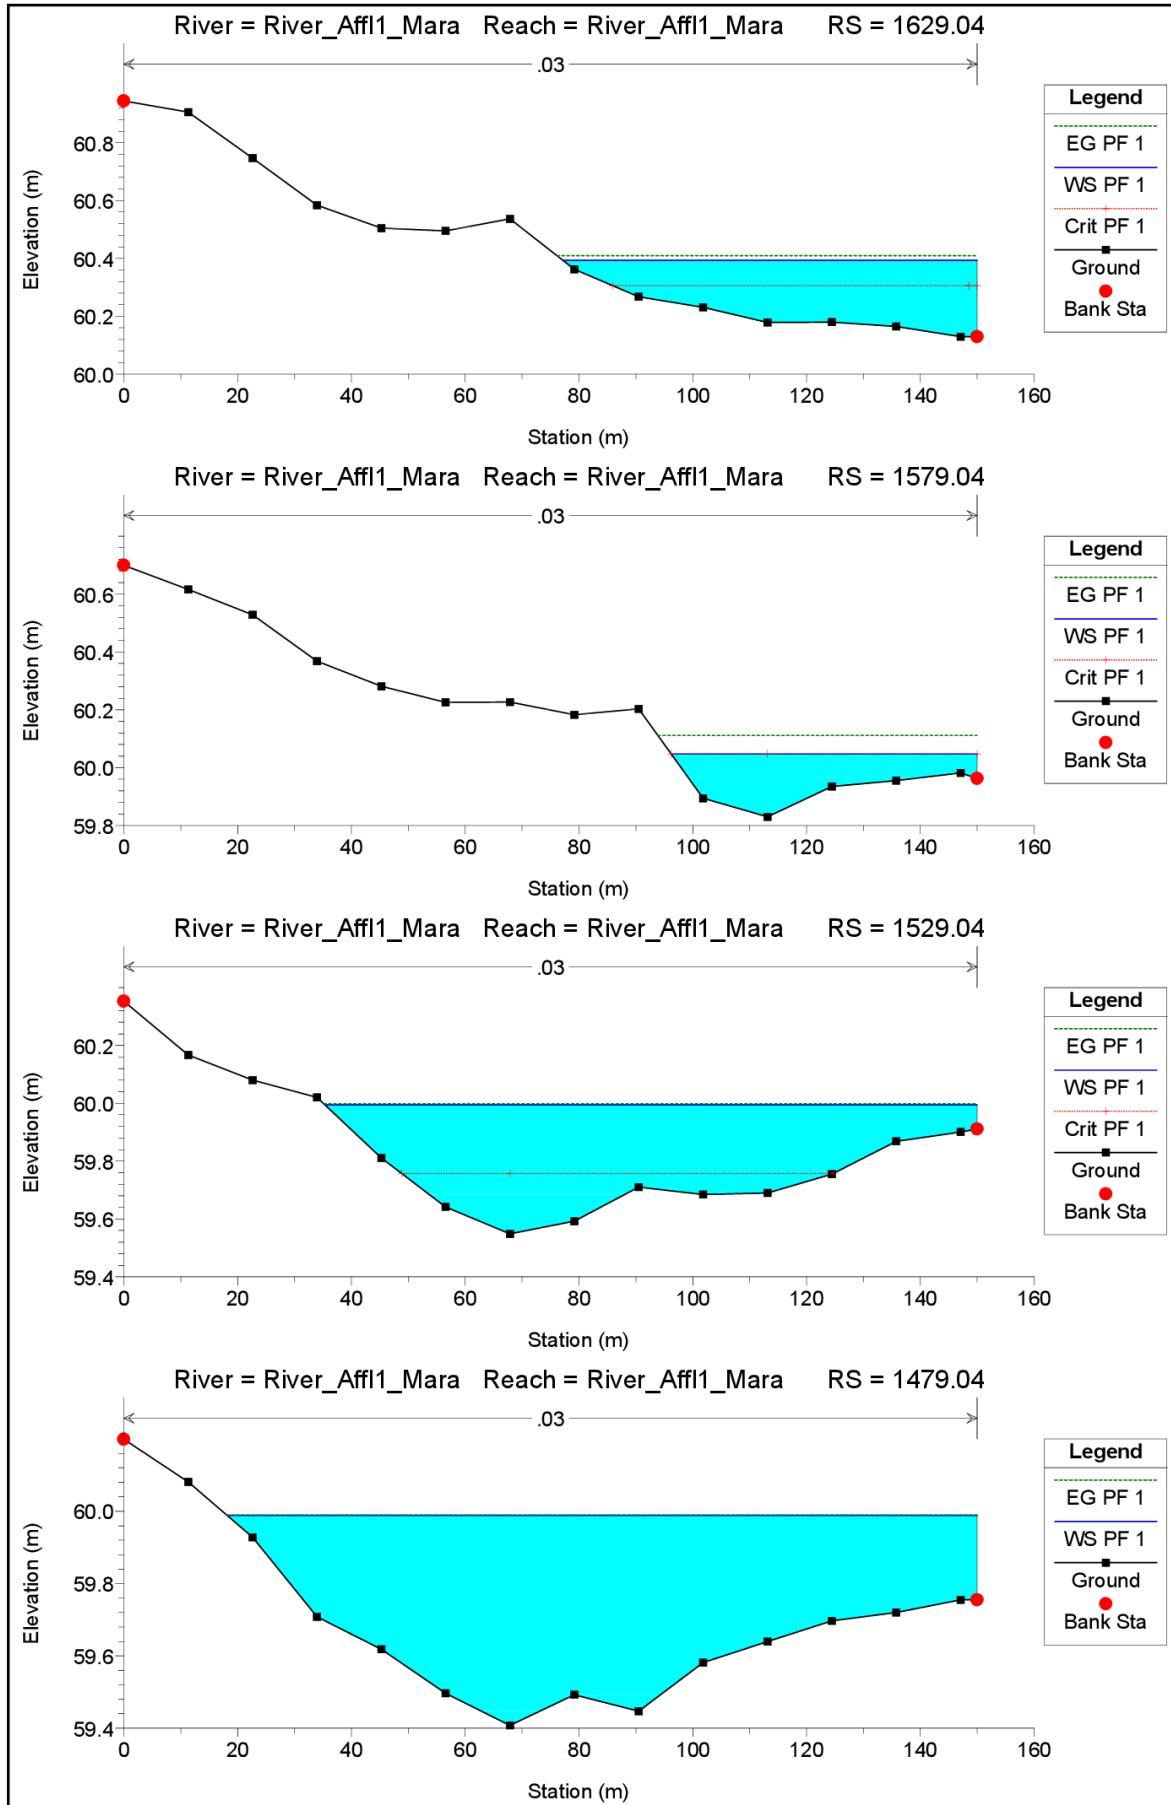 River = River_Affl1_Mara Reach = River_Affl1_Mara RS = 1629.04
.03
Elevation (m)
60.8
60.6
60.4
60.2
60.0
0 20 40 60 80 100 120 140 160
Station (m)
Legend
EG PF 1
WS PF 1
Crit PF 1
Ground
Bank Sta
River = River_Affl1_Mara Reach = River_Affl1_Mara RS = 1579.04
.03
Elevation (m)
60.6
60.4
60.2
60.0
59.8
0 20 40 60 80 100 120 140 160
Station (m)
Legend
EG PF 1
WS PF 1
Crit PF 1
Ground
Bank Sta
River = River_Affl1_Mara Reach = River_Affl1_Mara RS = 1529.04
.03
Elevation (m)
60.2
60.0
59.8
59.6
59.4
0 20 40 60 80 100 120 140 160
Station (m)
Legend
EG PF 1
WS PF 1
Crit PF 1
Ground
Bank Sta
River = River_Affl1_Mara Reach = River_Affl1_Mara RS = 1479.04
.03
Elevation (m)
60.0
59.8
59.6
59.4
0 20 40 60 80 100 120 140 160
Station (m)
Legend
EG PF 1
WS PF 1
Ground
Bank Sta